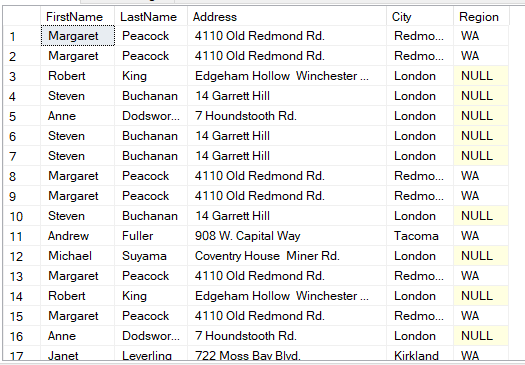 FirstName LastName Address City Region
1 Margaret Peacock 4110 Old Redmond Rd. Redmo... WA
2 Margaret Peacock 4110 Old Redmond Rd. Redmo... WA
3 Robert King Edgeham Hollow Winchester ... London NULL
4 Steven Buchanan 14 Garrett Hill London NULL
5 Anne Dodswor... 7 Houndstooth Rd. London NULL
6 Steven Buchanan 14 Garrett Hill London NULL
7 Steven Buchanan 14 Garrett Hill London NULL
8 Margaret Peacock 4110 Old Redmond Rd. Redmo... WA
9 Margaret Peacock 4110 Old Redmond Rd. Redmo... WA
10 Steven Buchanan 14 Garrett Hill London NULL
11 Andrew Fuller 908 W. Capital Way Tacoma WA
12 Michael Suyama Coventry House Miner Rd. London NULL
13 Margaret Peacock 4110 Old Redmond Rd. Redmo... WA
14 Robert King Edgeham Hollow Winchester ... London NULL
15 Margaret Peacock 4110 Old Redmond Rd. Redmo... WA
16 Anne Dodswor... 7 Houndstooth Rd. London NULL
17 Janet Leverling 722 Moss Bay Blvd. Kirkland WA